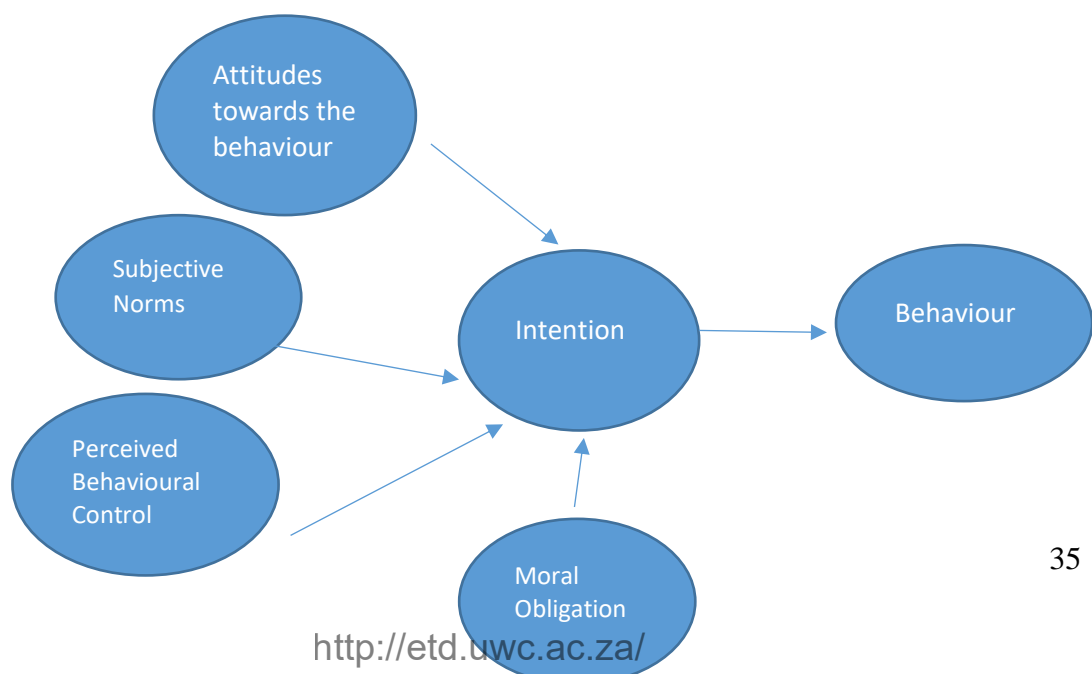 Attitudes
towards the
behaviour
Subjective
Norms
Intention
Behaviour
Perceived
Behavioural
Control
Moral
Obligation
35
http://etd.uwc.ac.za/